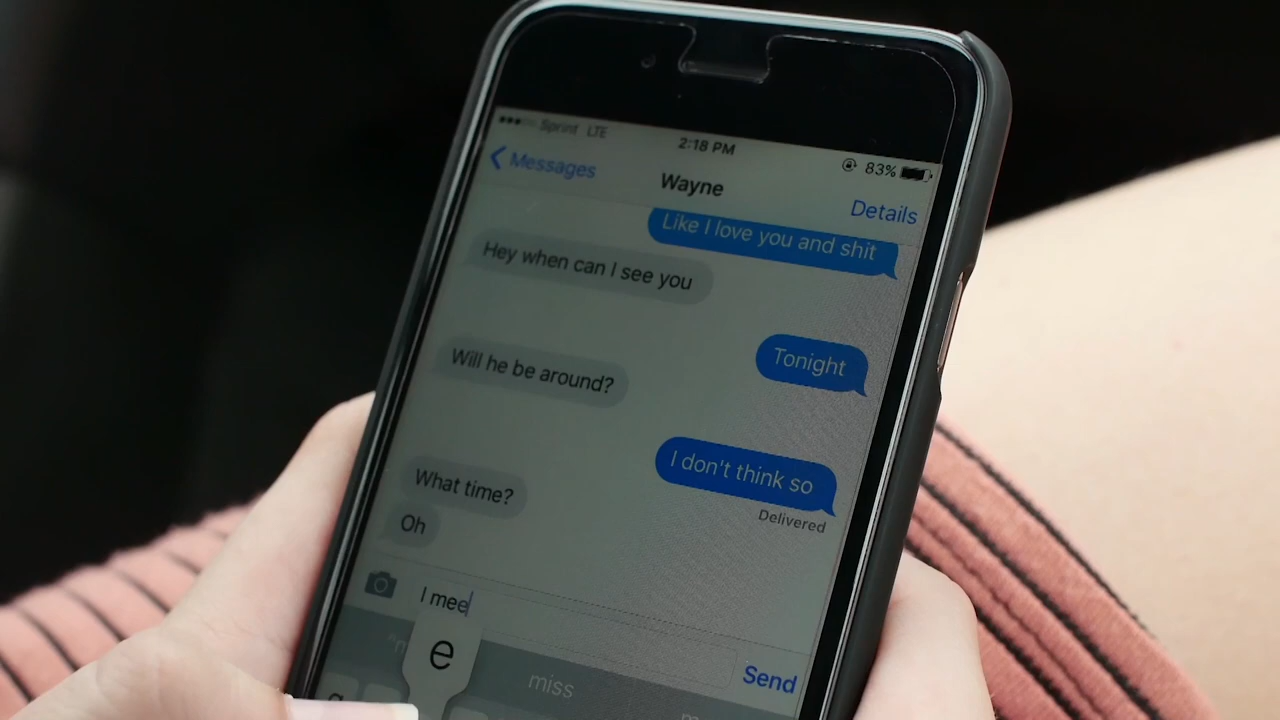 Sprint LTE 2:18 PM 83%
Messages Wayne Details
Like I love you and shit
Hey when can I see you
Tonight
Will he be around?
I don't think so
Delivered
What time?
Oh
I mee
Send
e
miss